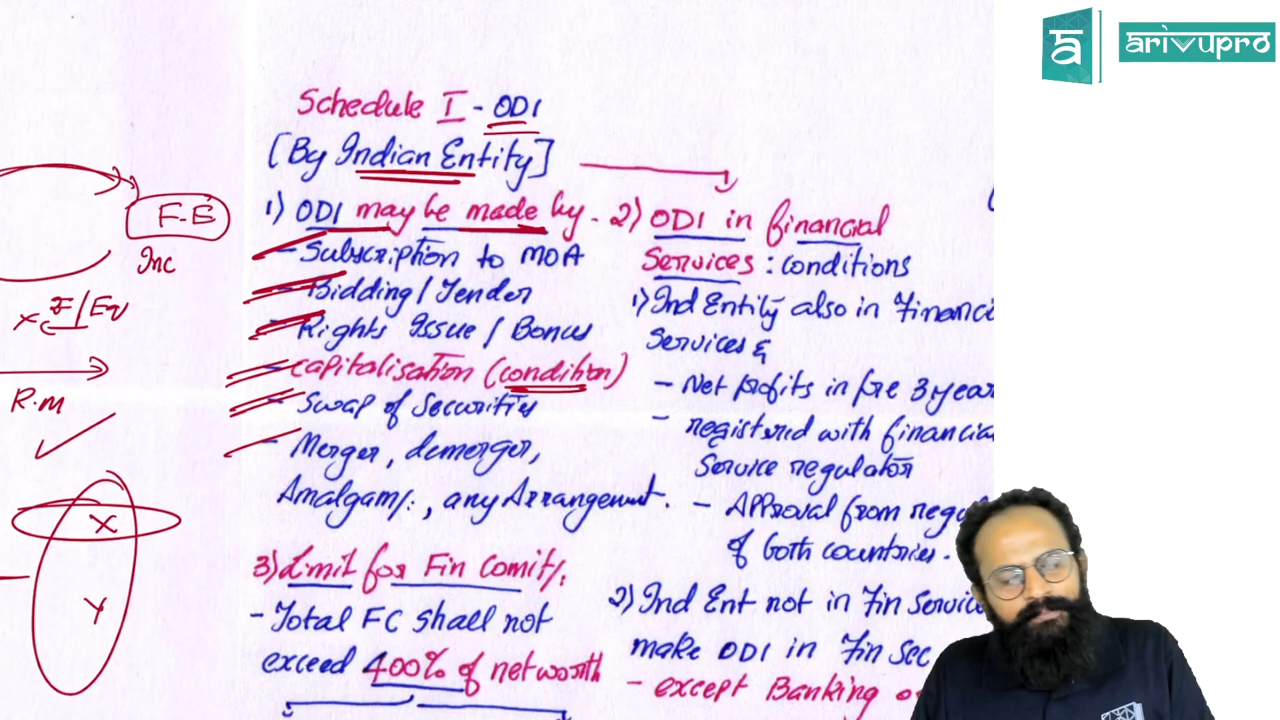 arivupro
Schedule I - ODI
[By Indian Entity]
1) ODI may be made by.
- Subscription to MOA
- Bidding / Tender
- Rights Issue / Bonus
- Capitalisation (condition)
- Swap of Securities
- Merger, demerger,
Amalgam/., any Arrangement.
3) Limit for Fin Comit/.
- Total FC shall not
exceed 400% of networth
2) ODI in financial
Services : conditions
1) Ind Entity also in Financi
Services &
- Net profits in pre 3 year
- registered with financial
Service regulator
- Approval from regu
of both countries.
2) Ind Ent not in Fin Service
make ODI in Fin Sec
- except Banking
F.E
Inc
R.M
X
Y